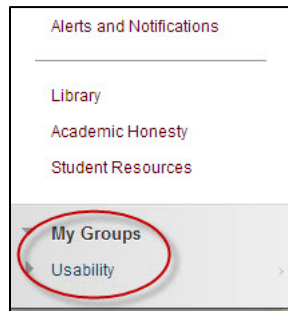 Alerts and Notifications
Library
Academic Honesty
Student Resources
My Groups
Usability